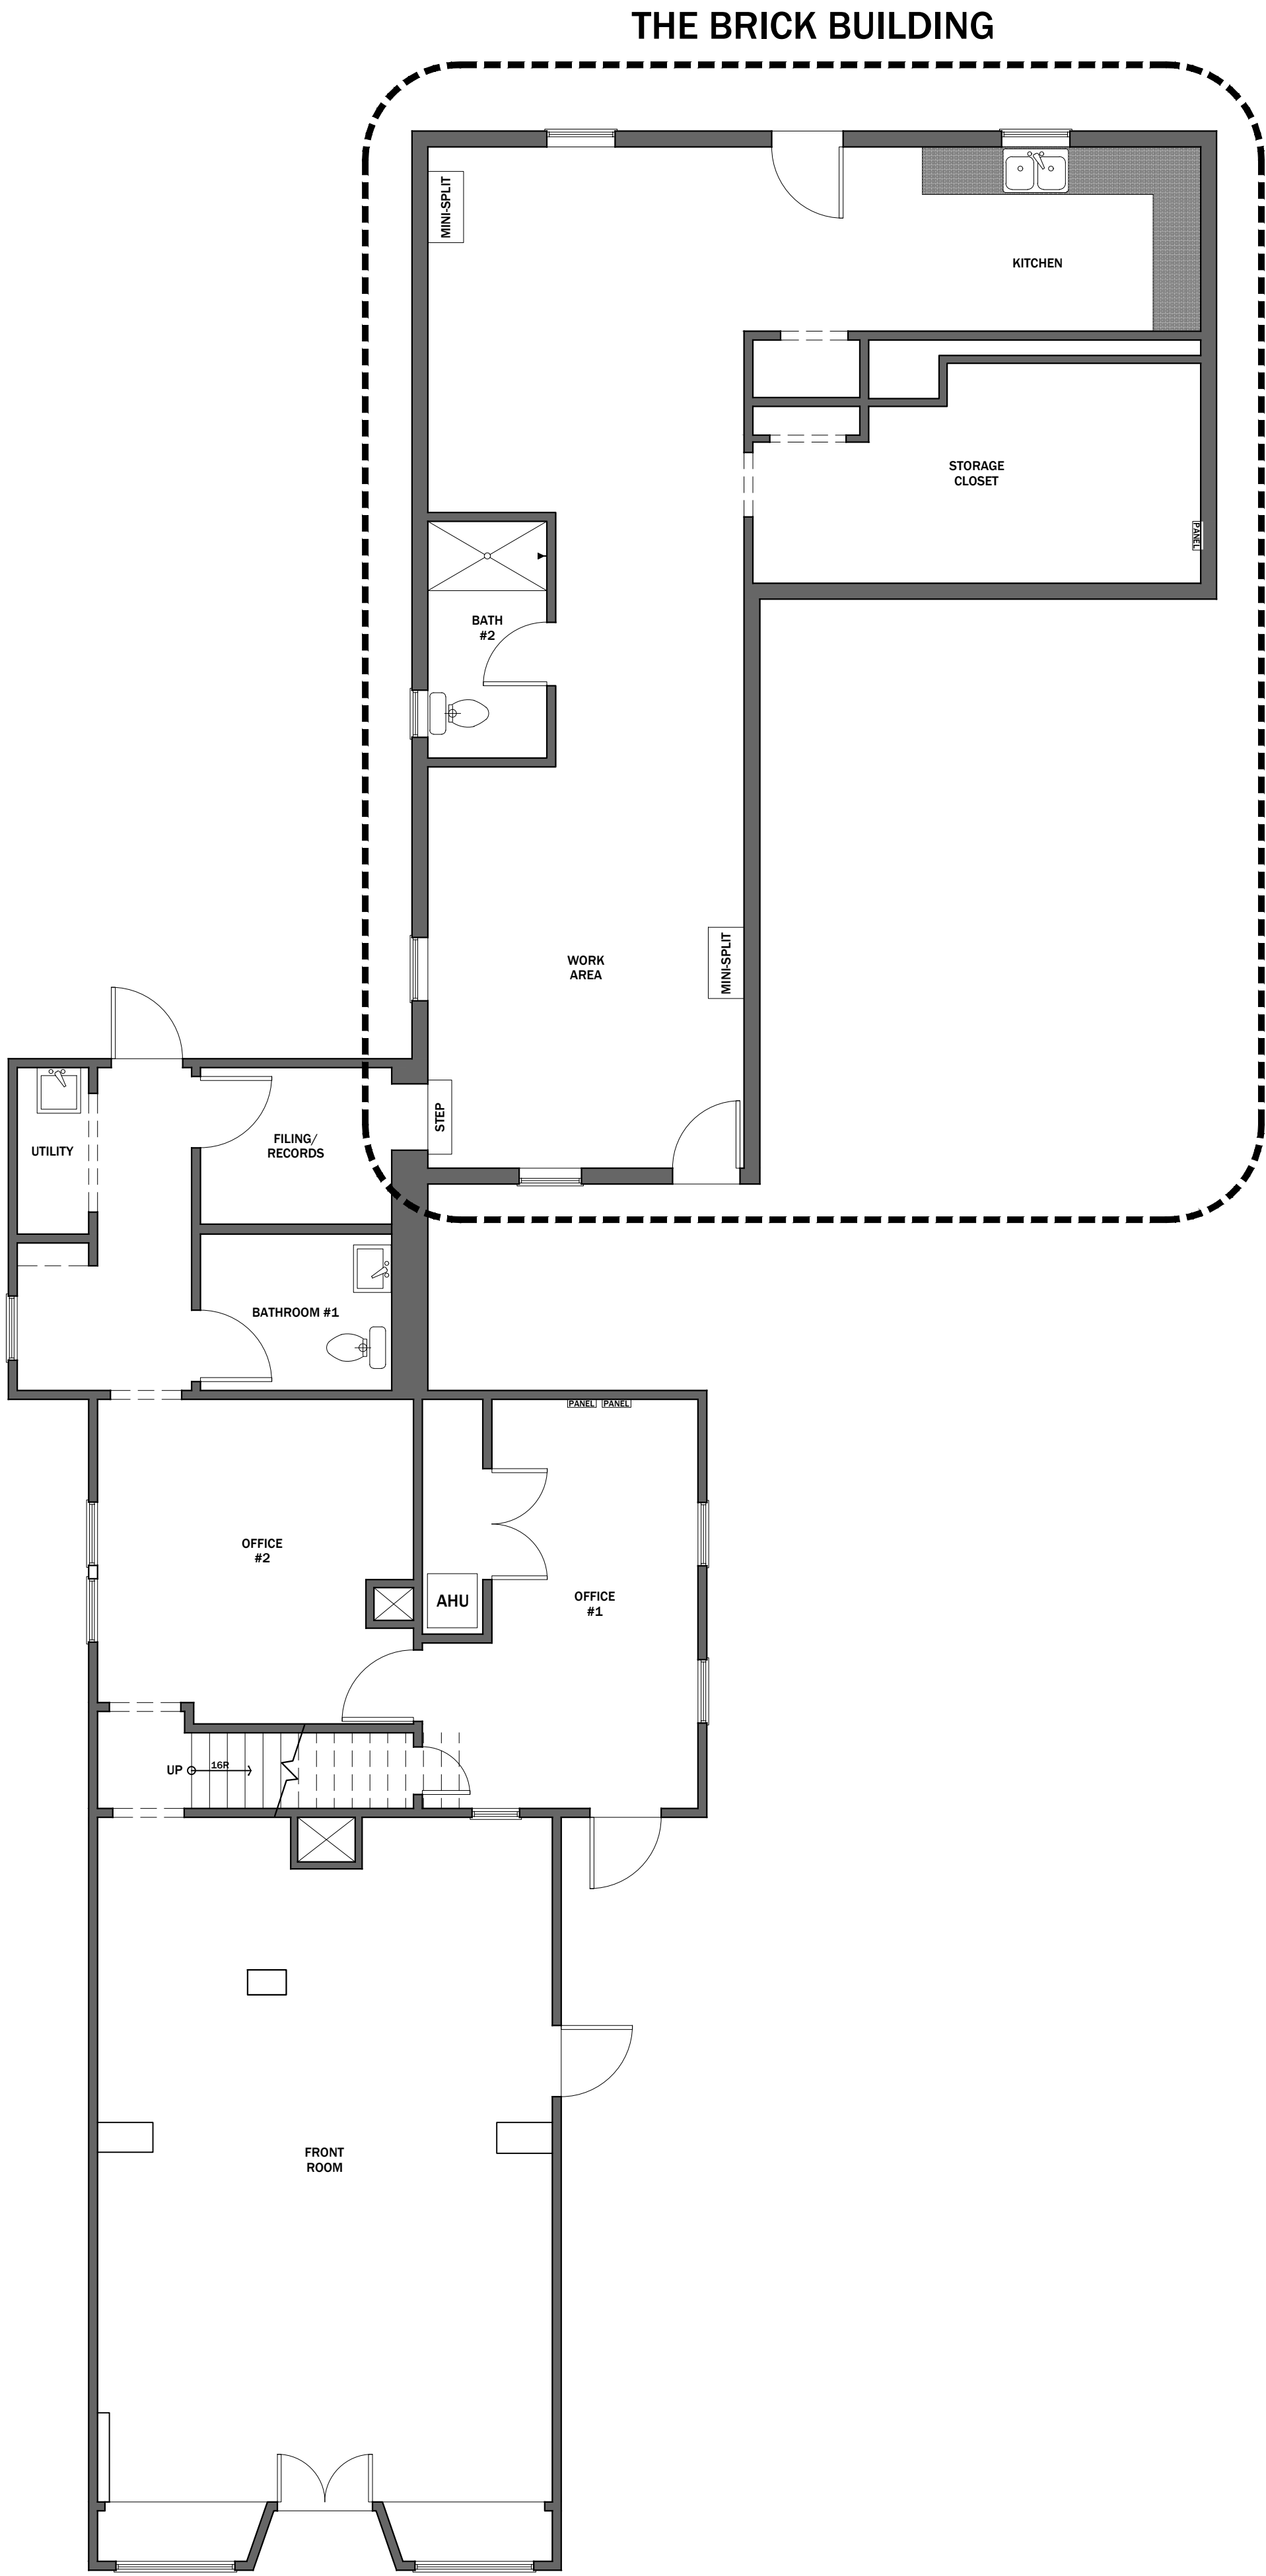 THE BRICK BUILDING
MINI-SPLIT
KITCHEN
STORAGE
CLOSET
PANEL
BATH
#2
WORK
AREA
MINI-SPLIT
STEP
UTILITY
FILING/
RECORDS
BATHROOM #1
PANEL
PANEL
OFFICE
#2
AHU
OFFICE
#1
UP
16R
FRONT
ROOM